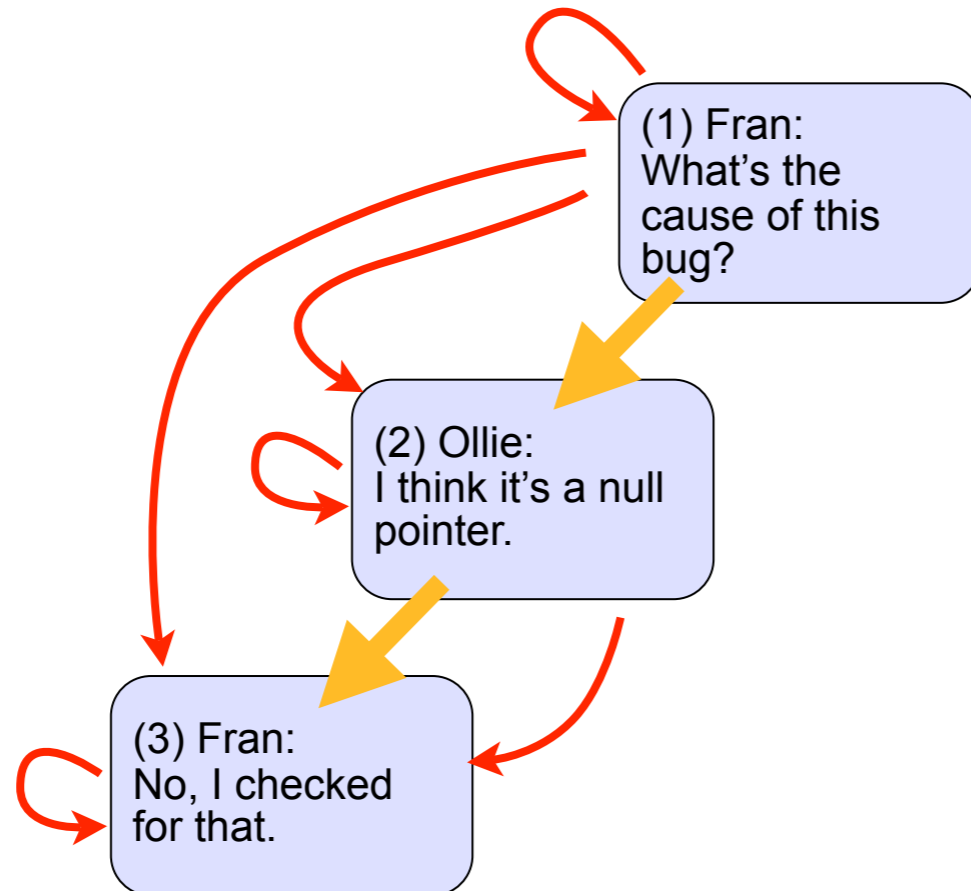 (1) Fran:
What’s the
cause of this
bug?
(2) Ollie:
I think it’s a null
pointer.
(3) Fran:
No, I checked
for that.